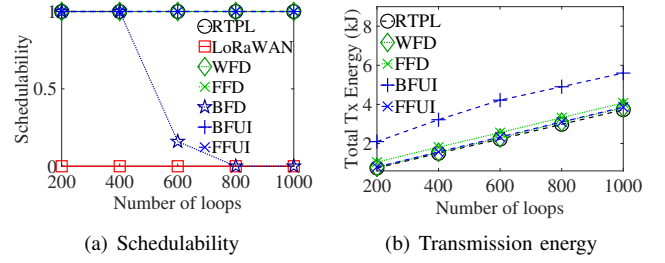 Schedulability
1
0.5
0
200 400 600 800 1000
Number of loops
RTPL
LoRaWAN
WFD
FFD
BFD
BFUI
FFUI
(a) Schedulability
Total Tx Energy (kJ)
8
6
4
2
200 400 600 800 1000
Number of loops
RTPL
WFD
FFD
BFUI
FFUI
(b) Transmission energy